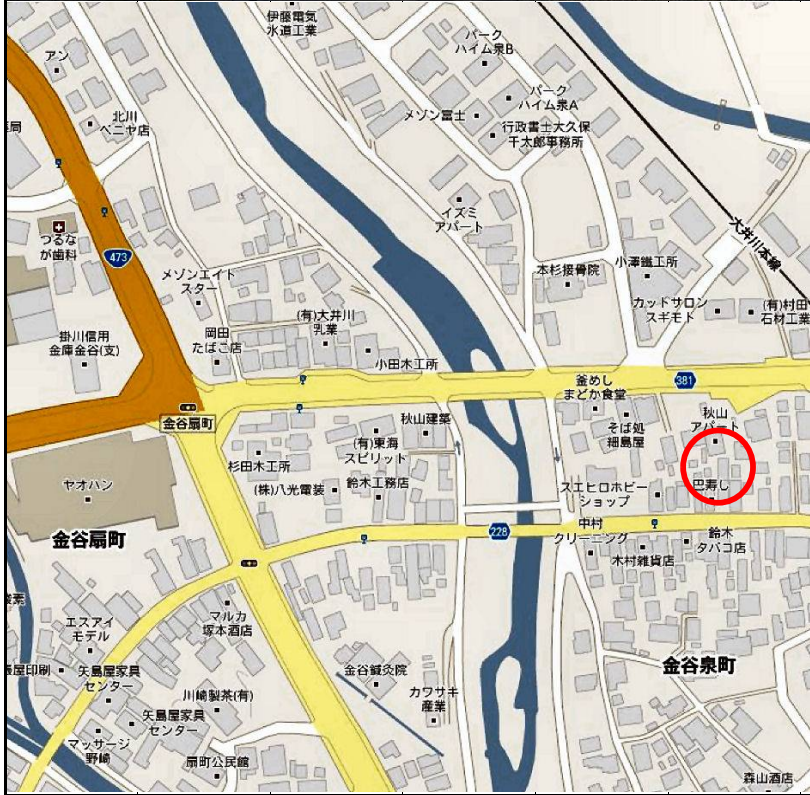 伊藤電気
水道工業
パーク
ハイム泉B
アン
パーク
ハイム泉A
北川
ベニヤ店
メゾン富士
行政書士大久保
千太郎事務所
局
つるな
が歯科
イズミ
アパート
大井川本線
473
メゾンエイト
スター
本杉接骨院
小澤鐵工所
カットサロン
スギモト
(有)村田
石材工業
(有)大井川
乳業
掛川信用
金庫金谷(支)
岡田
たばこ店
小田木工所
釜めし
まどか食堂
381
金谷扇町
秋山建築
そば処
細島屋
秋山
アパート
(有)東海
スピリット
杉田木工所
ヤオハン
(株)八光電装
鈴木工務店
スエヒロホビー
ショップ
巴寿し
金谷扇町
228
中村
クリーニング
鈴木
タバコ店
木村雑貨店
酸素
エスアイ
モデル
マルカ
塚本酒店
金谷泉町
張屋印刷
矢島屋家具
センター
金谷鍼灸院
川崎製茶(有)
カワサキ
産業
矢島屋家具
センター
マッサージ
野崎
扇町公民館
森山酒店